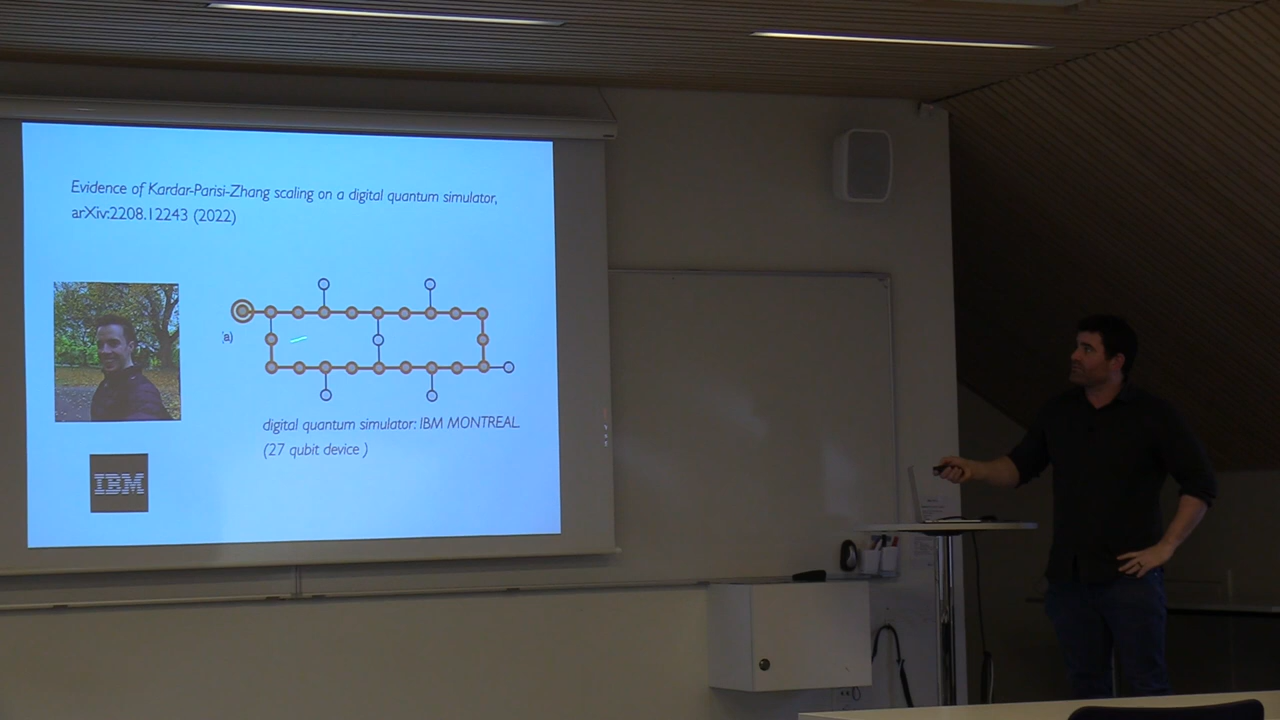 Evidence of Kardar-Parisi-Zhang scaling on a digital quantum simulator,
arXiv:2208.12243 (2022)
a)
digital quantum simulator: IBM MONTREAL
(27 qubit device )
IBM